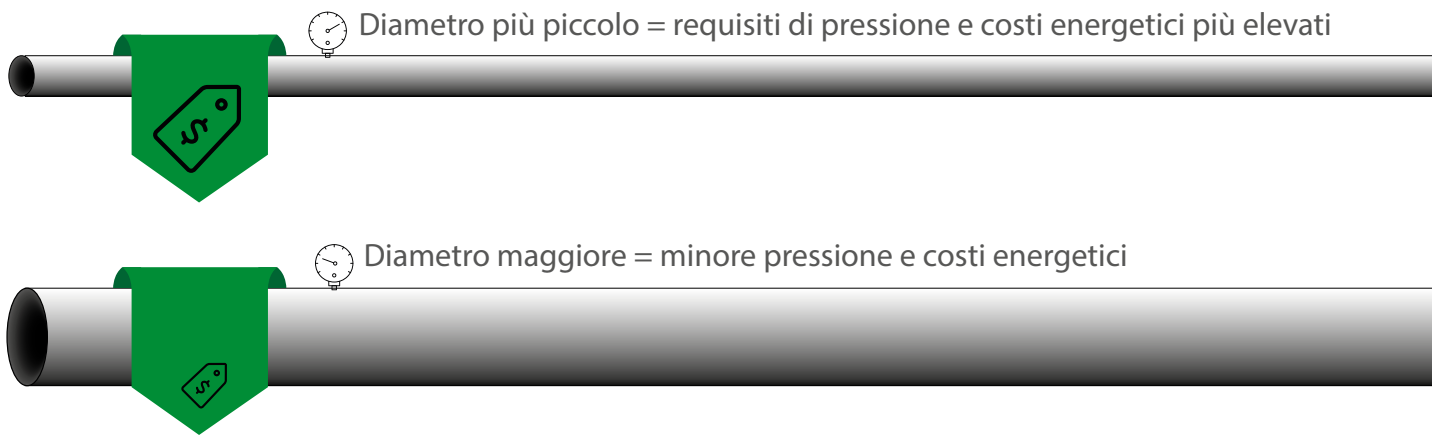 Diametro più piccolo = requisiti di pressione e costi energetici più elevati
$
Diametro maggiore = minore pressione e costi energetici
$